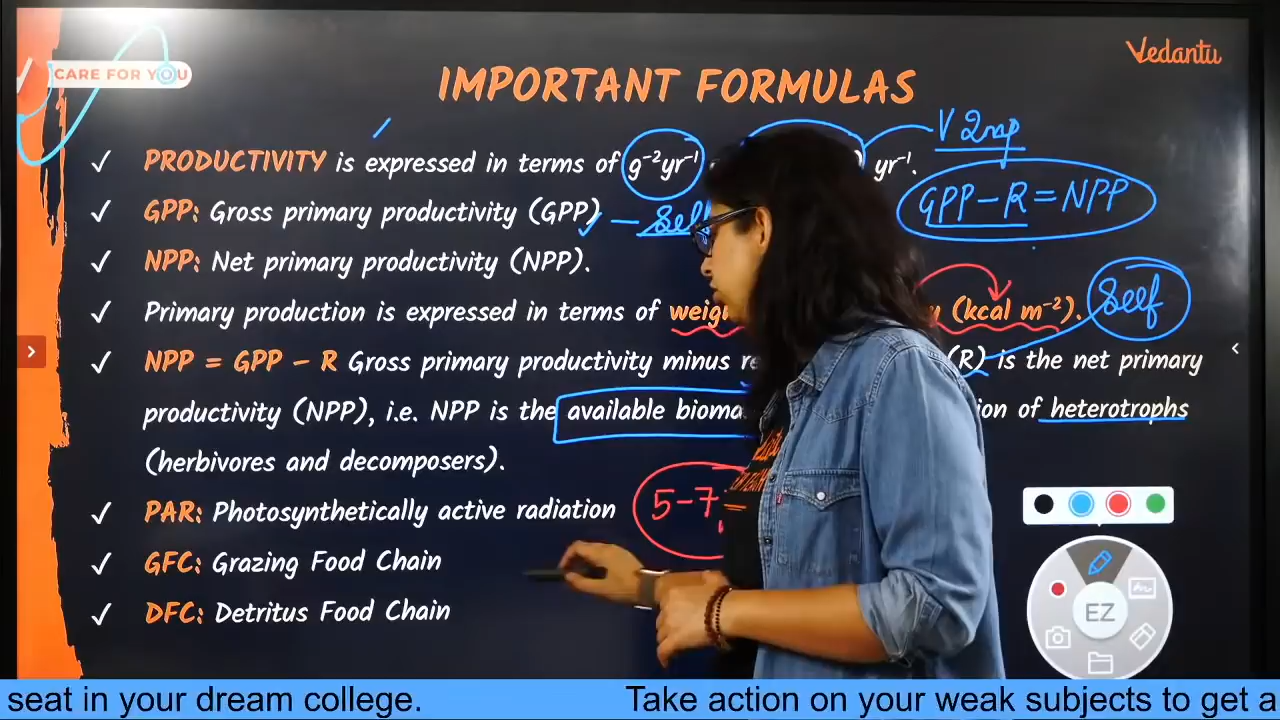 Vedantu
CARE FOR YOU
IMPORTANT FORMULAS
V 2mp
✓ PRODUCTIVITY is expressed in terms of g⁻²yr⁻¹ yr⁻¹.
GPP-R=NPP
✓ GPP: Gross primary productivity (GPP) ✓ - Self
✓ NPP: Net primary productivity (NPP).
Self
✓ Primary production is expressed in terms of (kcal m⁻²).
✓ NPP = GPP – R Gross primary productivity minus (R) is the net primary
productivity (NPP), i.e. NPP is the available of heterotrophs
(herbivores and decomposers).
5-7
✓ PAR: Photosynthetically active radiation
✓ GFC: Grazing Food Chain
✓ DFC: Detritus Food Chain
EZ
seat in your dream college. Take action on your weak subjects to get a